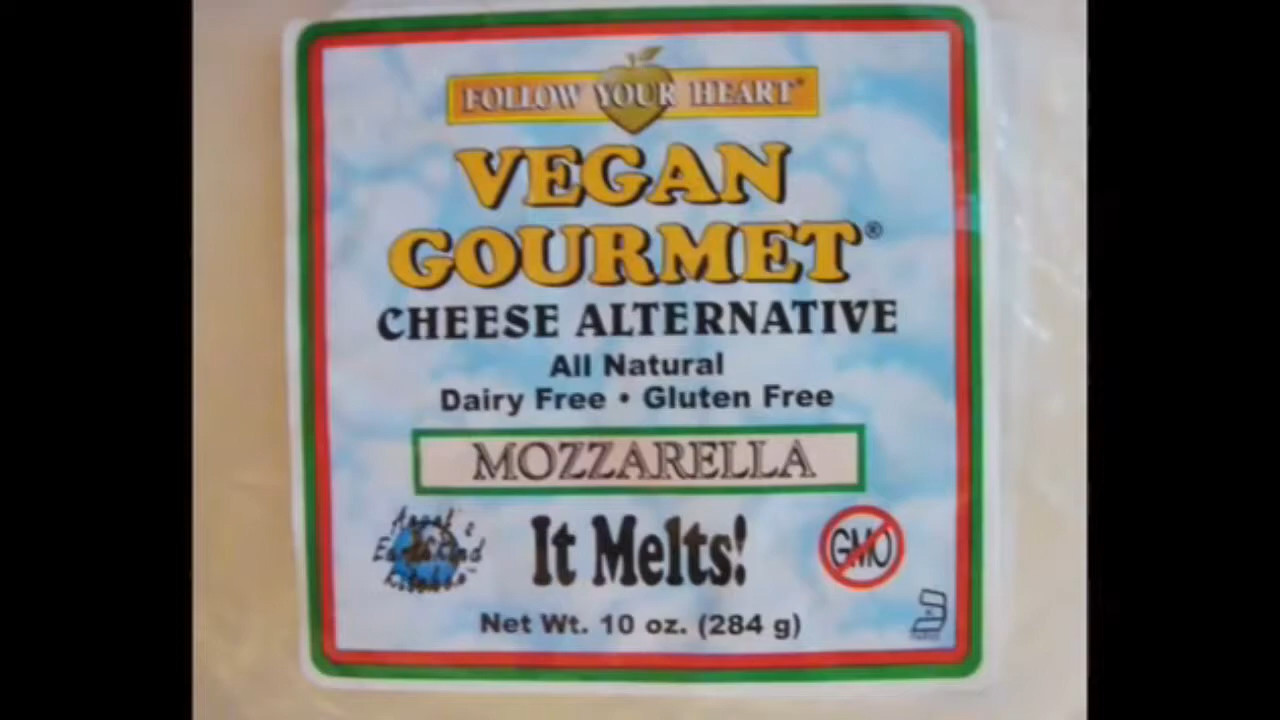 FOLLOW YOUR HEART®
VEGAN
GOURMET®
CHEESE ALTERNATIVE
All Natural
Dairy Free • Gluten Free
MOZZARELLA
It Melts!
GMO
Net Wt. 10 oz. (284 g)